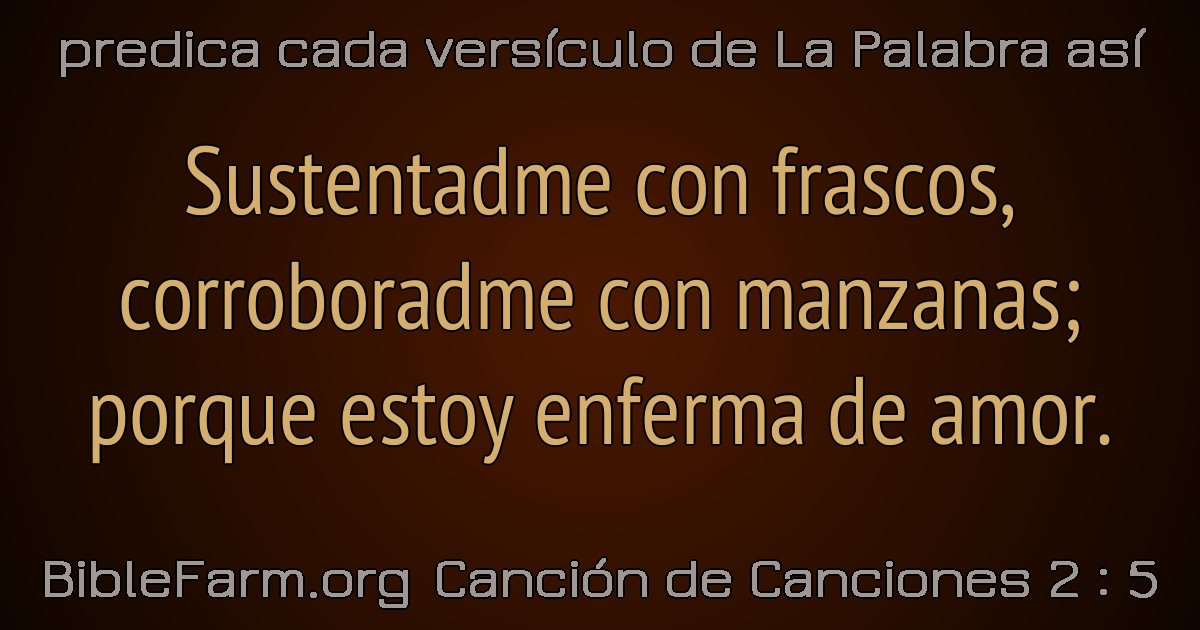 predica cada versículo de La Palabra así
Sustentadme con frascos,
corroboradme con manzanas;
porque estoy enferma de amor.
BibleFarm.org Canción de Canciones 2 : 5